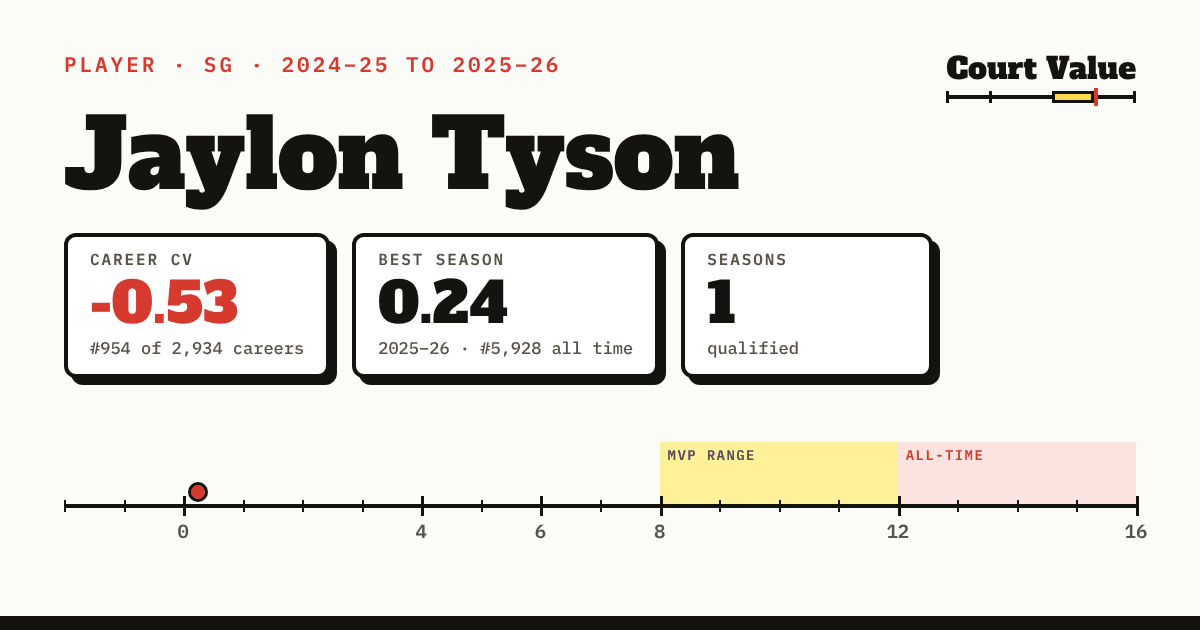 PLAYER · SG · 2024–25 TO 2025–26
Court Value
Jaylon Tyson
CAREER CV
-0.53
#954 of 2,934 careers
BEST SEASON
0.24
2025–26 · #5,928 all time
SEASONS
1
qualified
MVP RANGE
ALL-TIME
0
4
6
8
12
16